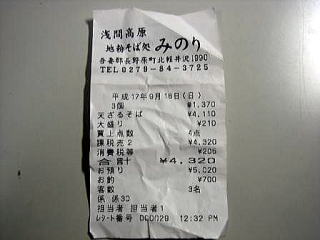 浅間高原
地粉そば処 みのり
吾妻郡長野原町北軽井沢1990
TEL0279-84-3725
平成17年9月18日(日)
3個 @1,370
天ざるそば ¥4,110
大盛り ¥210
買上点数 4点
課税売2 ¥4,320
消費税等 ¥205
合計 ¥4,320
お預り ¥5,020
お釣 ¥700
客数 3名
係 係30
担当者 担当者1
レシート番号 000029 12:32 PM